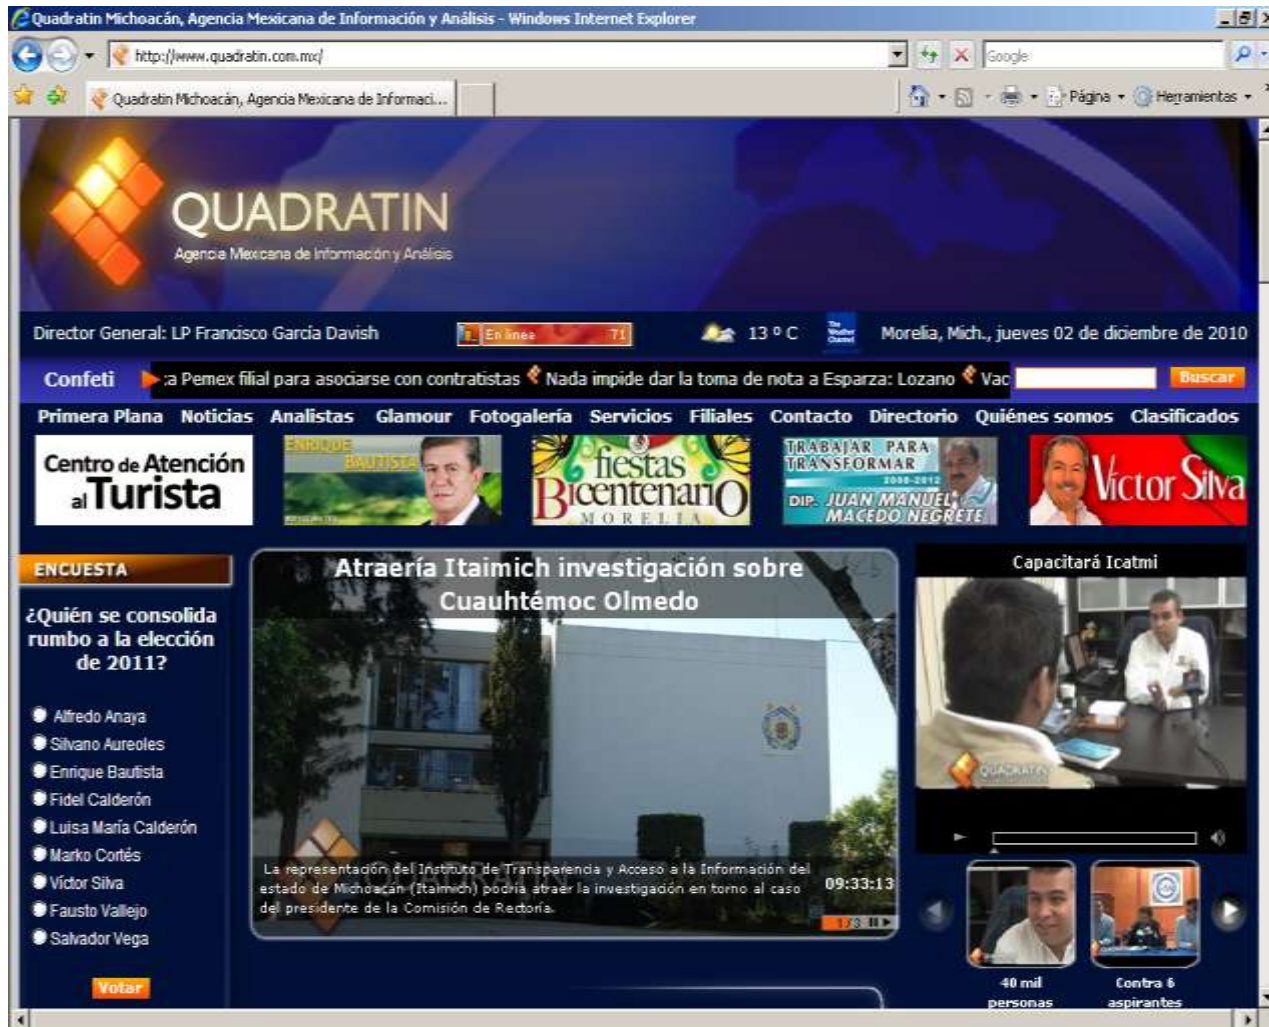 Quadratin Michoacán, Agencia Mexicana de Información y Análisis - Windows Internet Explorer
http://www.quadratin.com.mx/
Google
Quadratin Michoacán, Agencia Mexicana de Informaci...
Página
Herramientas
QUADRATIN
Agencia Mexicana de Información y Análisis
Director General: LP Francisco García Davish
En linea 71
13 º C
The Weather Channel
Morelia, Mich., jueves 02 de diciembre de 2010
Confeti
:a Pemex filial para asociarse con contratistas
Nada impide dar la toma de nota a Esparza: Lozano
Vac
Buscar
Primera Plana Noticias Analistas Glamour Fotogalería Servicios Filiales Contacto Directorio Quiénes somos Clasificados
Centro de Atención
al Turista
ENRIQUE
BAUTISTA
fiestas
Bicentenario
MORELIA
TRABAJAR PARA
TRANSFORMAR
2008-2012
DIP. JUAN MANUEL
MACEDO NEGRETE
Víctor Silva
ENCUESTA
¿Quién se consolida
rumbo a la elección
de 2011?
Alfredo Anaya
Silvano Aureoles
Enrique Bautista
Fidel Calderón
Luisa María Calderón
Marko Cortés
Víctor Silva
Fausto Vallejo
Salvador Vega
Votar
Atraería Itaimich investigación sobre
Cuauhtémoc Olmedo
QUADRATIN
La representación del Instituto de Transparencia y Acceso a la Información del
estado de Michoacán (Itaimich) podría atraer la investigación en torno al caso
del presidente de la Comisión de Rectoría.
09:33:13
1/3
Capacitará Icatmi
QUADRATIN
40 mil
personas
Contra 6
aspirantes